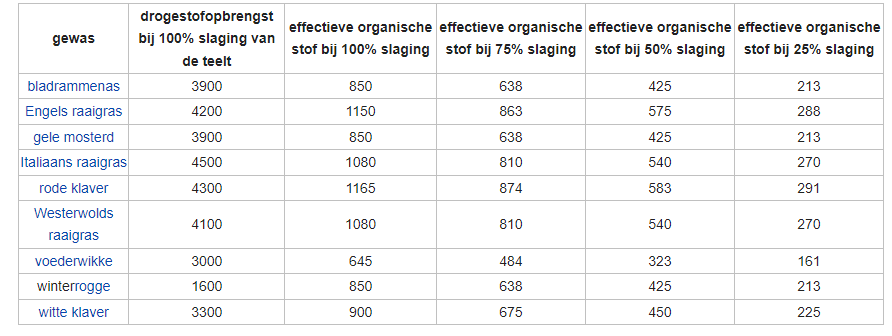 gewas drogestofopbrengst bij 100% slaging van de teelt effectieve organische stof bij 100% slaging effectieve organische stof bij 75% slaging effectieve organische stof bij 50% slaging effectieve organische stof bij 25% slaging
bladrammenas 3900 850 638 425 213
Engels raaigras 4200 1150 863 575 288
gele mosterd 3900 850 638 425 213
Italiaans raaigras 4500 1080 810 540 270
rode klaver 4300 1165 874 583 291
Westerwolds raaigras 4100 1080 810 540 270
voederwikke 3000 645 484 323 161
winterrogge 1600 850 638 425 213
witte klaver 3300 900 675 450 225